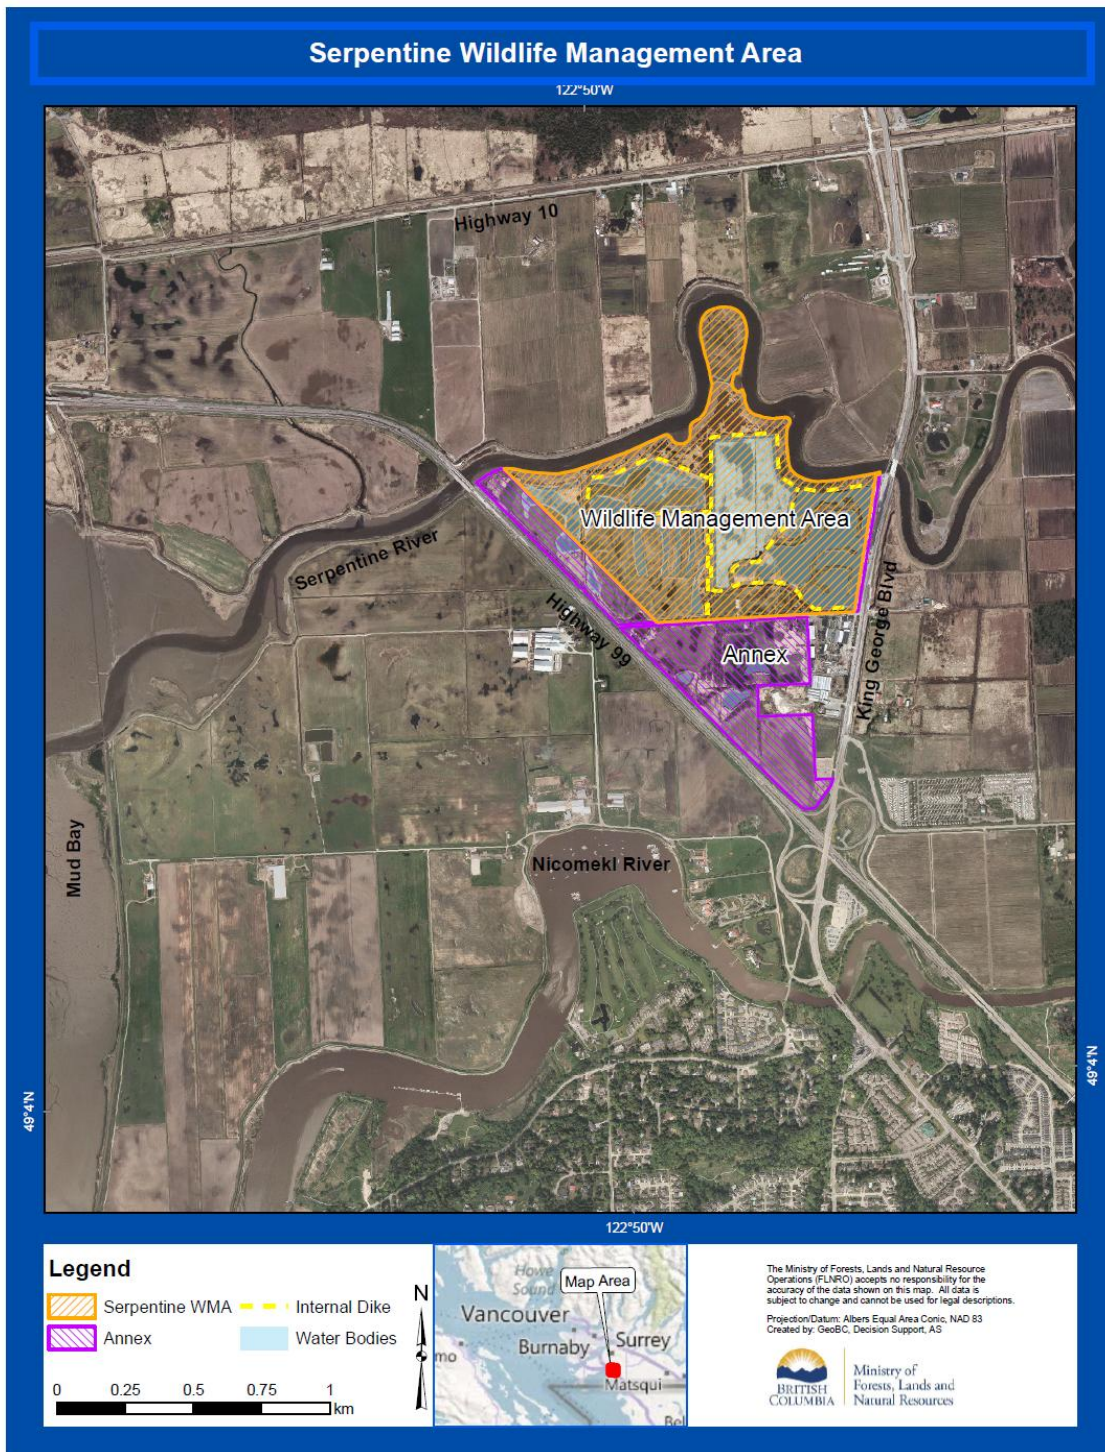 Serpentine Wildlife Management Area
122°50'W
Highway 10
Wildlife Management Area
Serpentine River
Highway 99
Annex
King George Blvd
Mud Bay
Nicomekl River
49°4'N
49°4'N
122°50'W
Legend
Serpentine WMA
Internal Dike
Annex
Water Bodies
N
0 0.25 0.5 0.75 1
km
Howe
Sound
Map Area
Vancouver
Burnaby
Surrey
mo
Matsqui
Bel
The Ministry of Forests, Lands and Natural Resource
Operations (FLNRO) accepts no responsibility for the
accuracy of the data shown on this map. All data is
subject to change and cannot be used for legal descriptions.
Projection/Datum: Albers Equal Area Conic, NAD 83
Created by: GeoBC, Decision Support, AS
BRITISH
COLUMBIA
Ministry of
Forests, Lands and
Natural Resources